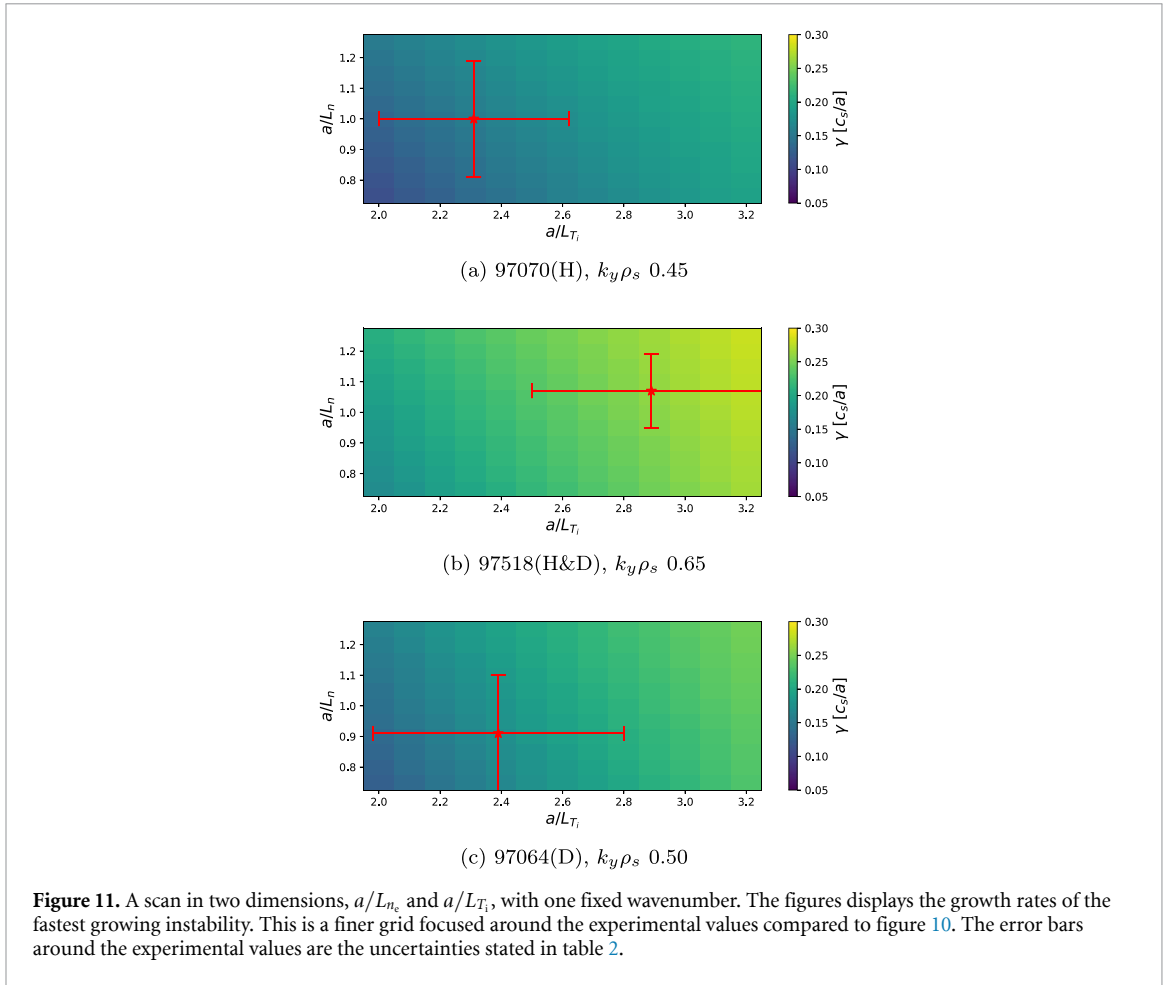 1.2
1.1
1.0
0.9
0.8
a/Lₙ
2.0 2.2 2.4 2.6 2.8 3.0 3.2
a/L_{T_i}
0.30
0.25
0.20
0.15
0.10
0.05
γ [c_s/a]
(a) 97070(H), k_yρ_s 0.45
1.2
1.1
1.0
0.9
0.8
a/Lₙ
2.0 2.2 2.4 2.6 2.8 3.0 3.2
a/L_{T_i}
0.30
0.25
0.20
0.15
0.10
0.05
γ [c_s/a]
(b) 97518(H&D), k_yρ_s 0.65
1.2
1.1
1.0
0.9
0.8
a/Lₙ
2.0 2.2 2.4 2.6 2.8 3.0 3.2
a/L_{T_i}
0.30
0.25
0.20
0.15
0.10
0.05
γ [c_s/a]
(c) 97064(D), k_yρ_s 0.50
Figure 11. A scan in two dimensions, a/L_{n_e} and a/L_{T_i}, with one fixed wavenumber. The figures displays the growth rates of the
fastest growing instability. This is a finer grid focused around the experimental values compared to figure 10. The error bars
around the experimental values are the uncertainties stated in table 2.